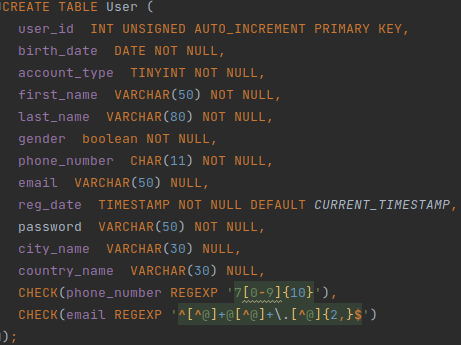 CREATE TABLE User (
user_id INT UNSIGNED AUTO_INCREMENT PRIMARY KEY,
birth_date DATE NOT NULL,
account_type TINYINT NOT NULL,
first_name VARCHAR(50) NOT NULL,
last_name VARCHAR(80) NOT NULL,
gender boolean NOT NULL,
phone_number CHAR(11) NOT NULL,
email VARCHAR(50) NULL,
reg_date TIMESTAMP NOT NULL DEFAULT CURRENT_TIMESTAMP,
password VARCHAR(50) NOT NULL,
city_name VARCHAR(30) NULL,
country_name VARCHAR(30) NULL,
CHECK(phone_number REGEXP '7[0-9]{10}'),
CHECK(email REGEXP '^[^@]+@[^@]+\.[^@]{2,}$')
);